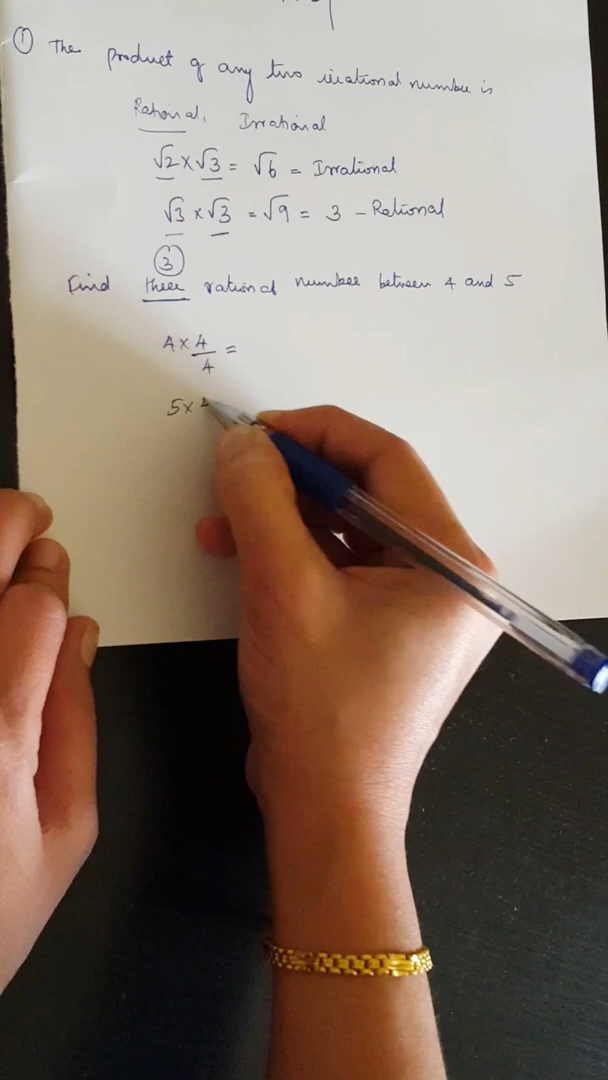 ① The product of any two irrational number is
Rational, Irrational
√2 × √3 = √6 = Irrational
√3 × √3 = √9 = 3 - Rational
③
Find three rational number between 4 and 5
4 × 4/4 =
5 ×